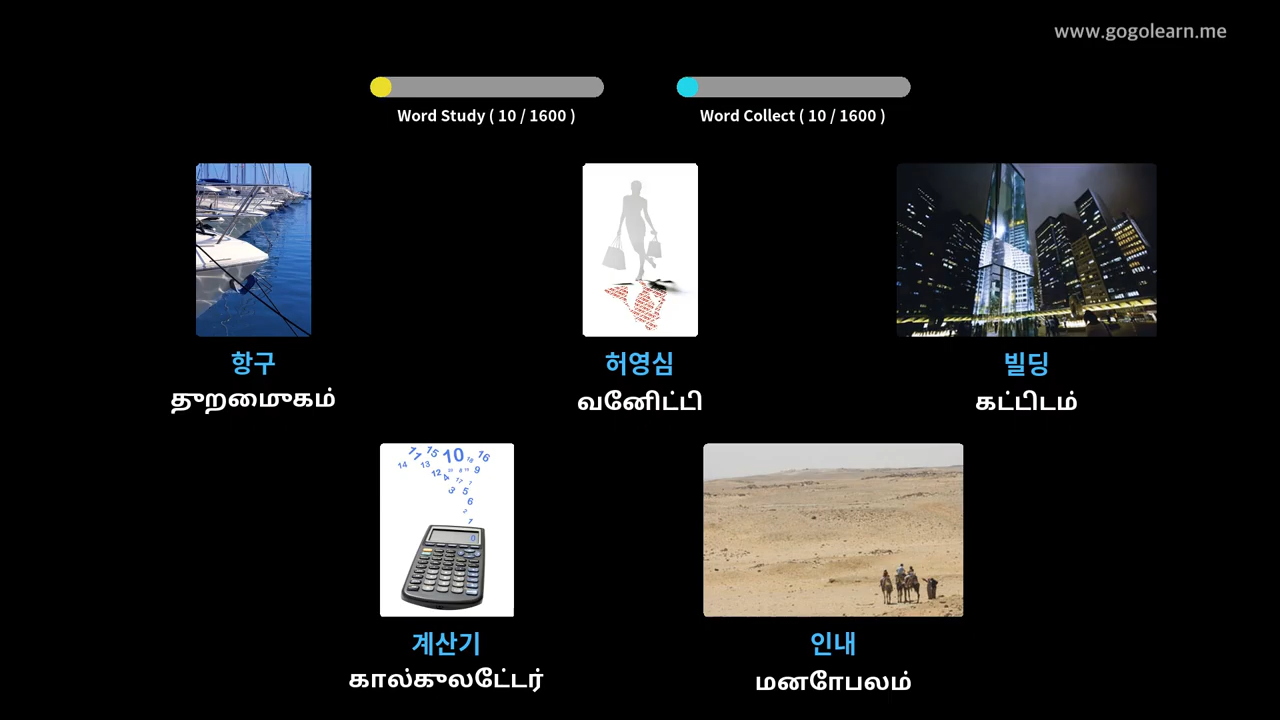 www.gogolearn.me
Word Study ( 10 / 1600 )
Word Collect ( 10 / 1600 )
항구
허영심
빌딩
துறைமுகம்
வேனிட்டி
கட்டிடம்
계산기
인내
கால்குலேட்டர்
மனோபலம்